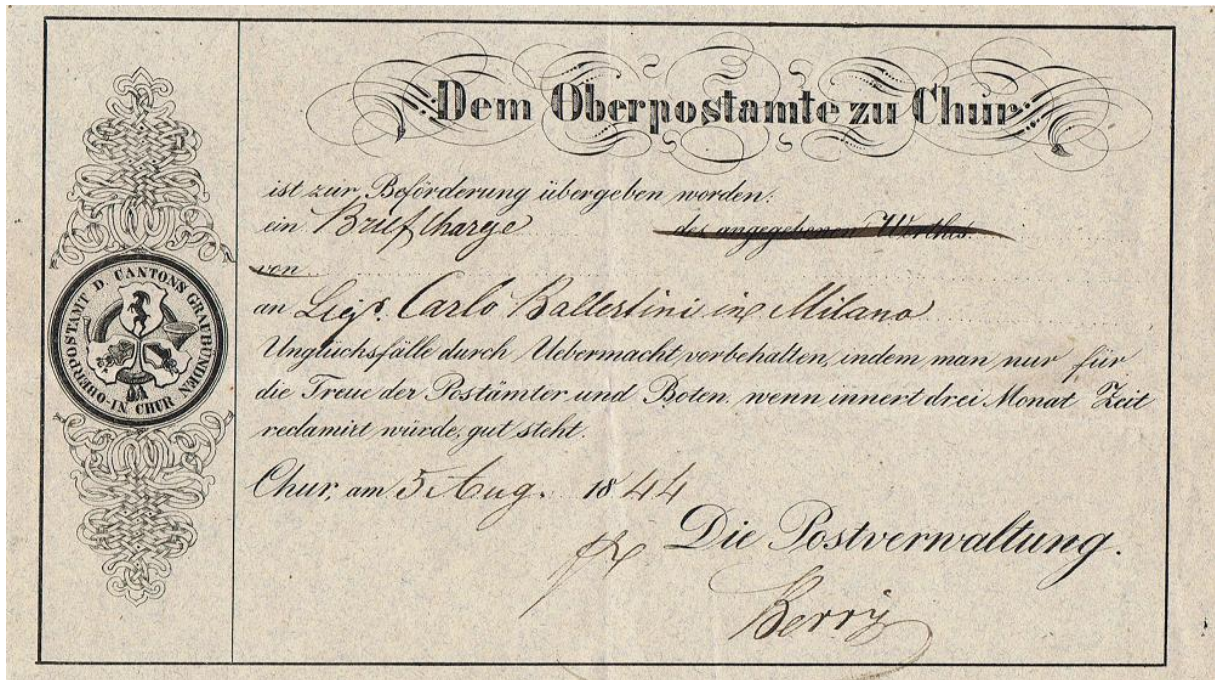 Dem Oberpostamte zu Chur:
ist zur Beförderung übergeben worden:
ein Brief Charge des angegebenen Werthes.
von
an Sigr. Carlo Ballestini in Milano
Unglücksfälle durch Uebermacht vorbehalten, indem man nur für
die Treue der Postämter und Boten, wenn innert drei Monat Zeit
reclamirt würde, gut steht.
Chur, am 5 Aug. 1844
Die Postverwaltung.
Berry
OBERPOSTAMT D. CANTONS GRAUBÜNDEN IN CHUR